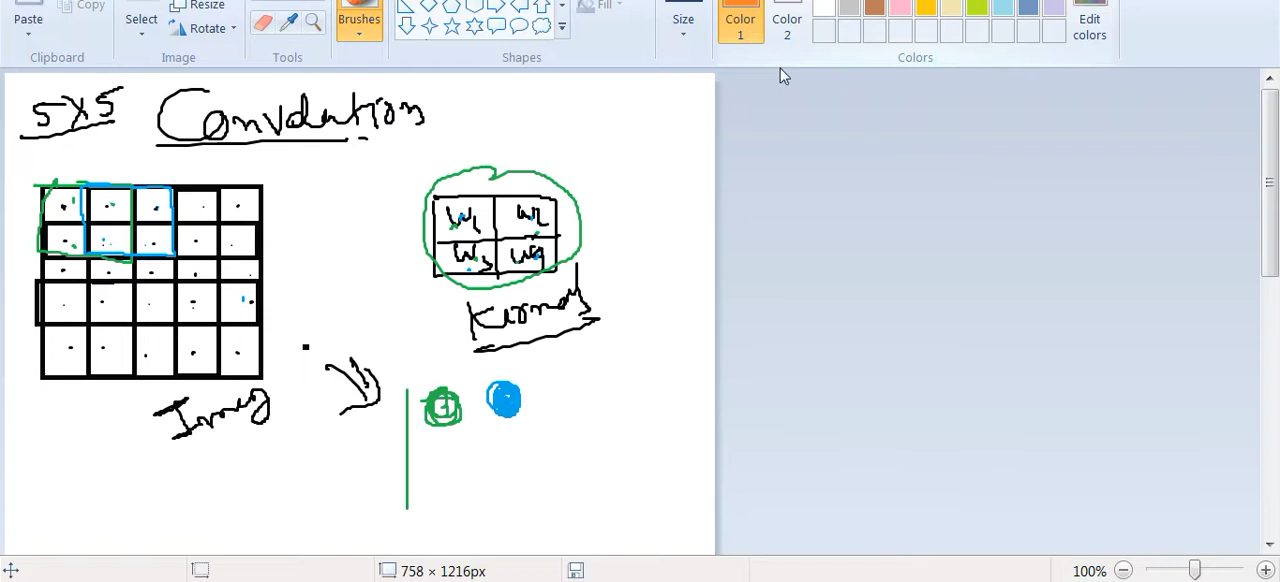 Resize
Paste
Copy
Select
Rotate
Brushes
Fill
Size
Color 1
Color 2
Edit colors
Clipboard
Image
Tools
Shapes
Colors
5X5 Convolution
W1 W2
W3 W4
Kernel
Imag
758 × 1216px
100%